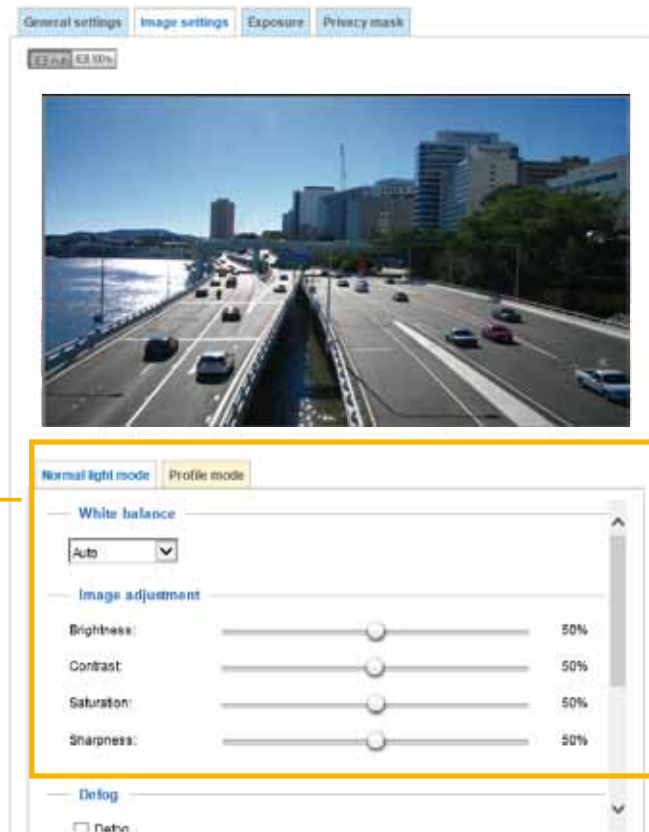 General settings Image settings Exposure Privacy mask
Normal light mode Profile mode
White balance
Auto
Image adjustment
Brightness: 50%
Contrast: 50%
Saturation: 50%
Sharpness: 50%
Defog
Defog